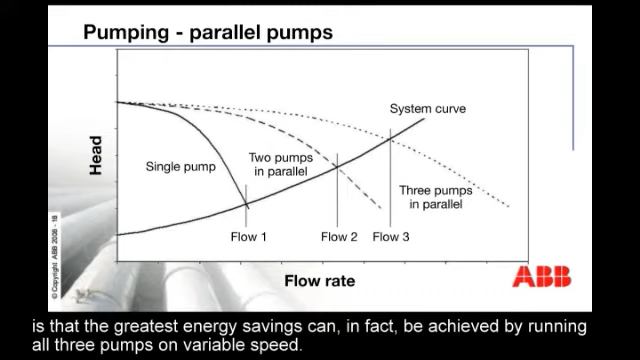 Pumping - parallel pumps
System curve
Single pump
Two pumps
in parallel
Three pumps
in parallel
Head
Flow 1
Flow 2
Flow 3
Flow rate
ABB
© Copyright ABB 2008 - 18
is that the greatest energy savings can, in fact, be achieved by running
all three pumps on variable speed.